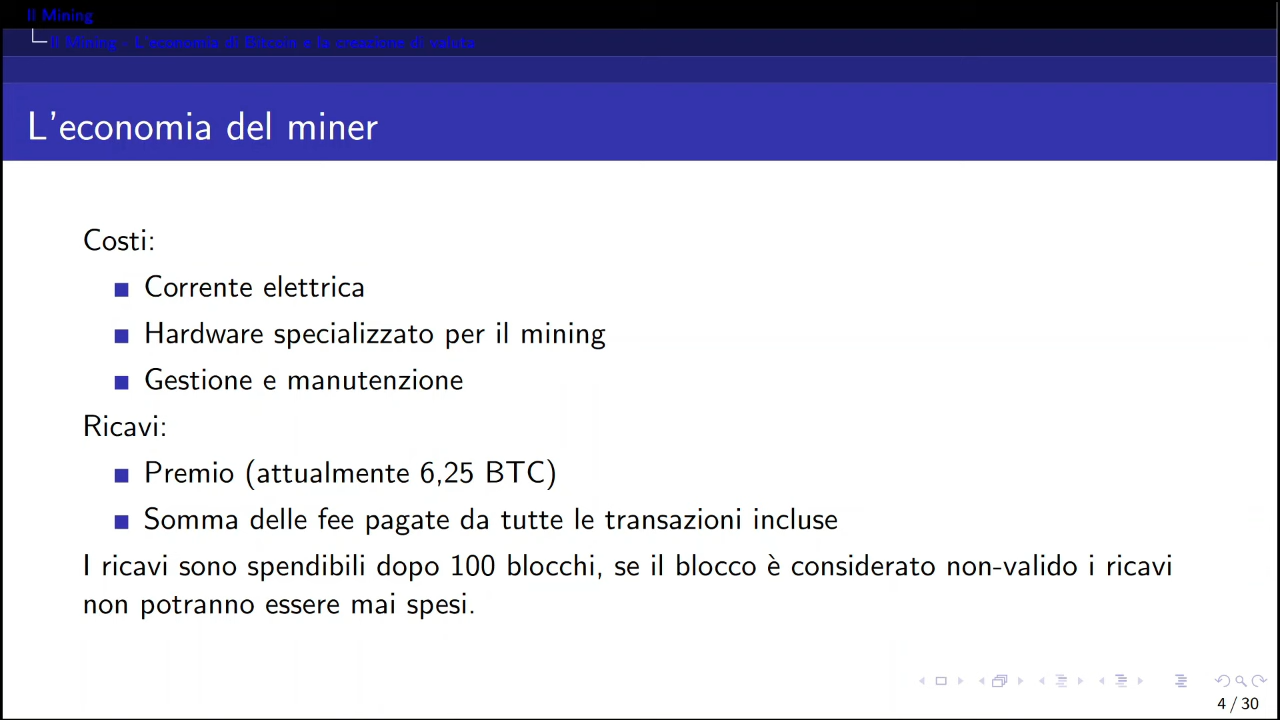 Il Mining
Il Mining - L'economia di Bitcoin e la creazione di valuta
L'economia del miner
Costi:
Corrente elettrica
Hardware specializzato per il mining
Gestione e manutenzione
Ricavi:
Premio (attualmente 6,25 BTC)
Somma delle fee pagate da tutte le transazioni incluse
I ricavi sono spendibili dopo 100 blocchi, se il blocco è considerato non-valido i ricavi
non potranno essere mai spesi.
4 / 30